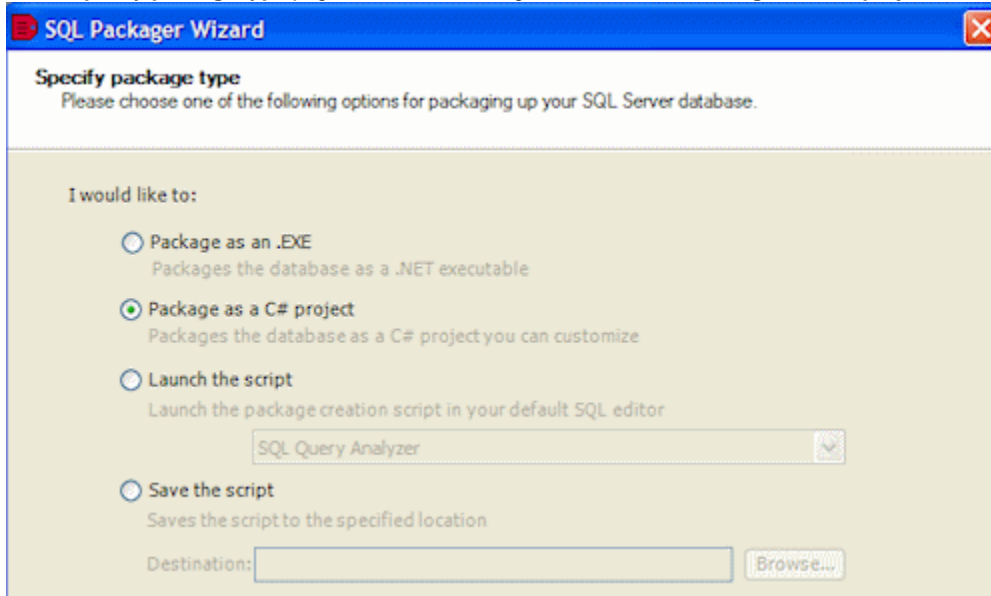 SQL Packager Wizard
Specify package type
Please choose one of the following options for packaging up your SQL Server database.
I would like to:
Package as an .EXE
Packages the database as a .NET executable
Package as a C# project
Packages the database as a C# project you can customize
Launch the script
Launch the package creation script in your default SQL editor
SQL Query Analyzer
Save the script
Saves the script to the specified location
Destination:
Browse...